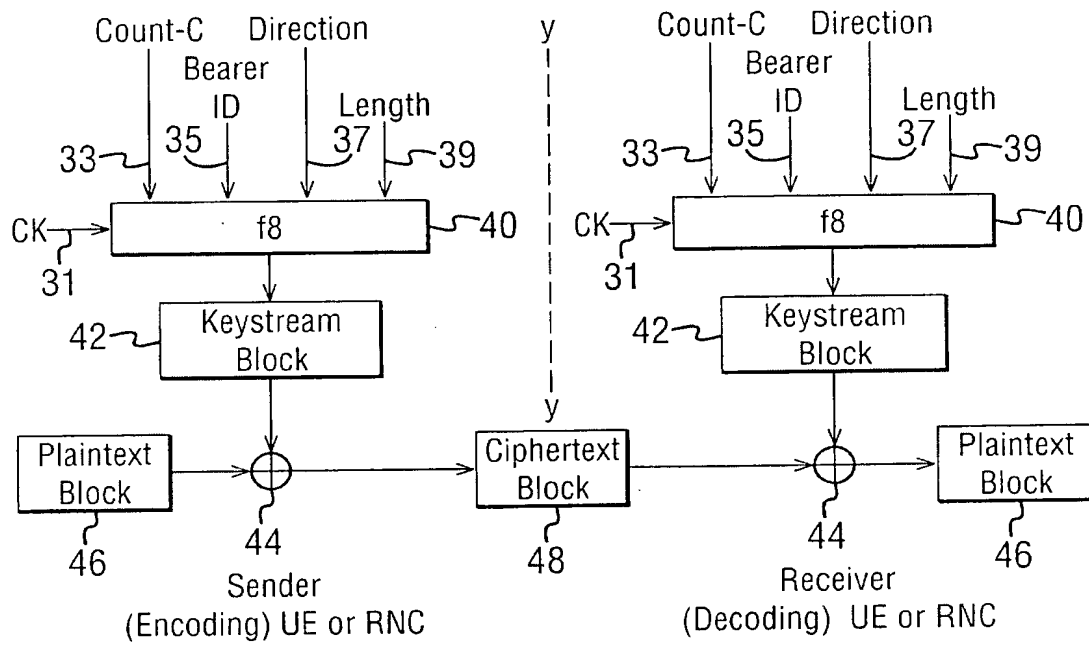 Count-C Direction
Bearer
ID
Length
33
35
37
39
CK
31
f8
40
42
Keystream
Block
Plaintext
Block
46
44
Sender
(Encoding) UE or RNC
y
y
Ciphertext
Block
48
Count-C Direction
Bearer
ID
Length
33
35
37
39
CK
31
f8
40
42
Keystream
Block
44
Plaintext
Block
46
Receiver
(Decoding) UE or RNC